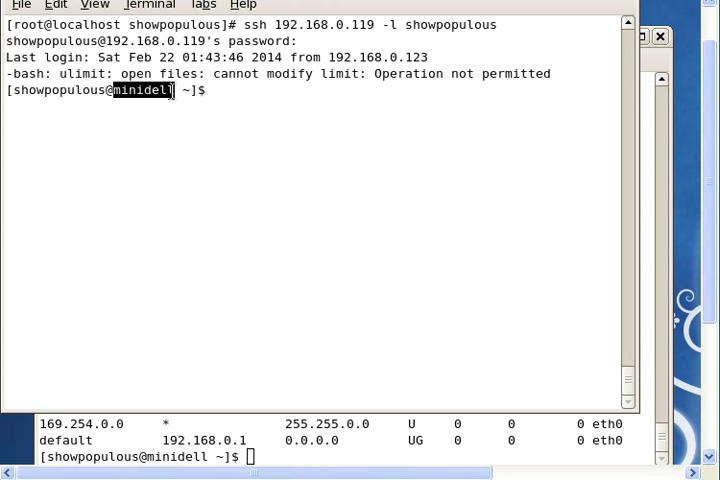 File Edit View Terminal Tabs Help
[root@localhost showpopulous]# ssh 192.168.0.119 -l showpopulous
showpopulous@192.168.0.119's password:
Last login: Sat Feb 22 01:43:46 2014 from 192.168.0.123
-bash: ulimit: open files: cannot modify limit: Operation not permitted
[showpopulous@minidell ~]$
169.254.0.0 * 255.255.0.0 U 0 0 0 eth0
default 192.168.0.1 0.0.0.0 UG 0 0 0 eth0
[showpopulous@minidell ~]$